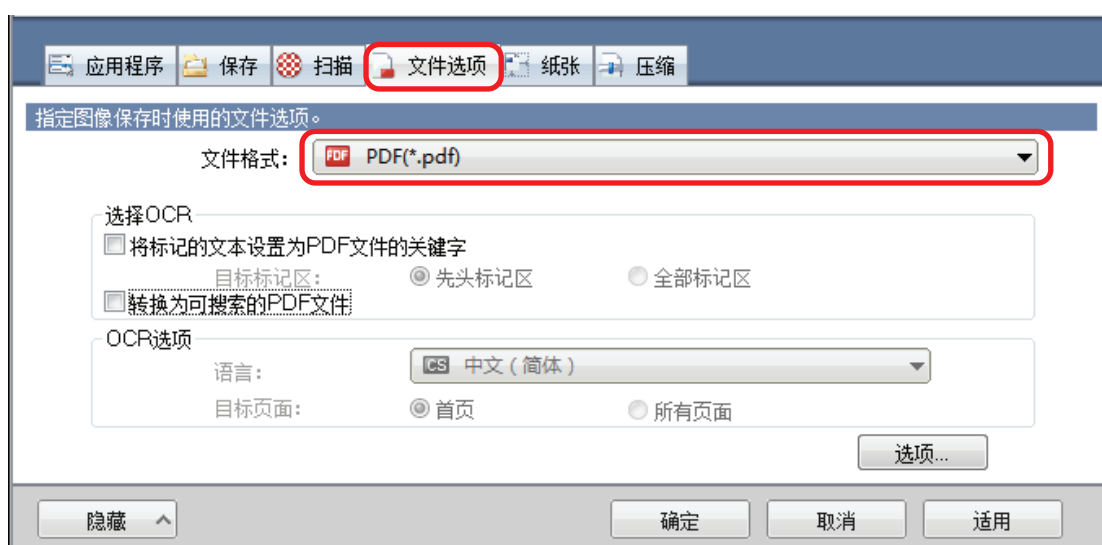 应用程序 保存 扫描 文件选项 纸张 压缩
指定图像保存时使用的文件选项。
文件格式: PDF PDF(*.pdf)
选择OCR
将标记的文本设置为PDF文件的关键字
目标标记区: 先头标记区 全部标记区
转换为可搜索的PDF文件
OCR选项
语言: CS 中文(简体)
目标页面: 首页 所有页面
选项...
隐藏 确定 取消 适用